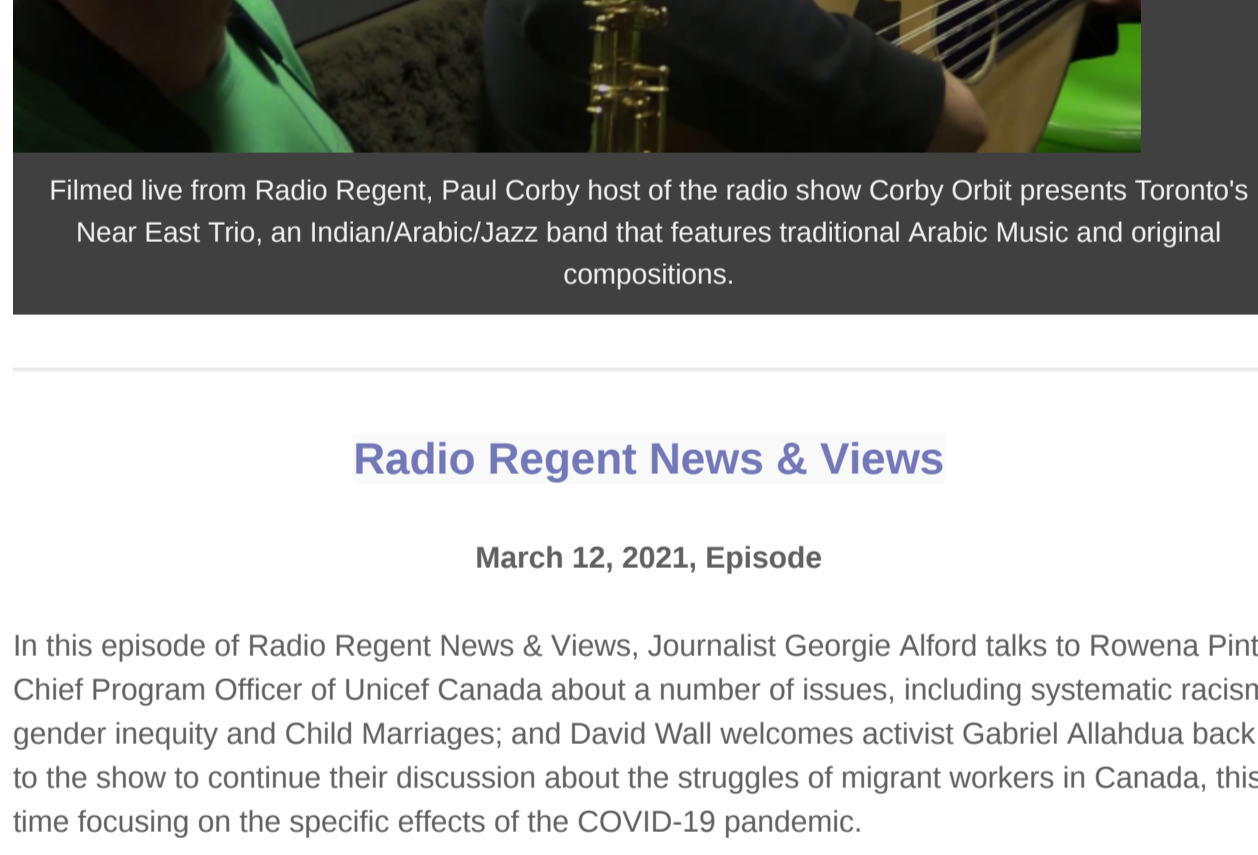 Filmed live from Radio Regent, Paul Corby host of the radio show Corby Orbit presents Toronto's
Near East Trio, an Indian/Arabic/Jazz band that features traditional Arabic Music and original
compositions.
Radio Regent News & Views
March 12, 2021, Episode
In this episode of Radio Regent News & Views, Journalist Georgie Alford talks to Rowena Pint
Chief Program Officer of Unicef Canada about a number of issues, including systematic racism
gender inequity and Child Marriages; and David Wall welcomes activist Gabriel Allahdua back
to the show to continue their discussion about the struggles of migrant workers in Canada, this
time focusing on the specific effects of the COVID-19 pandemic.